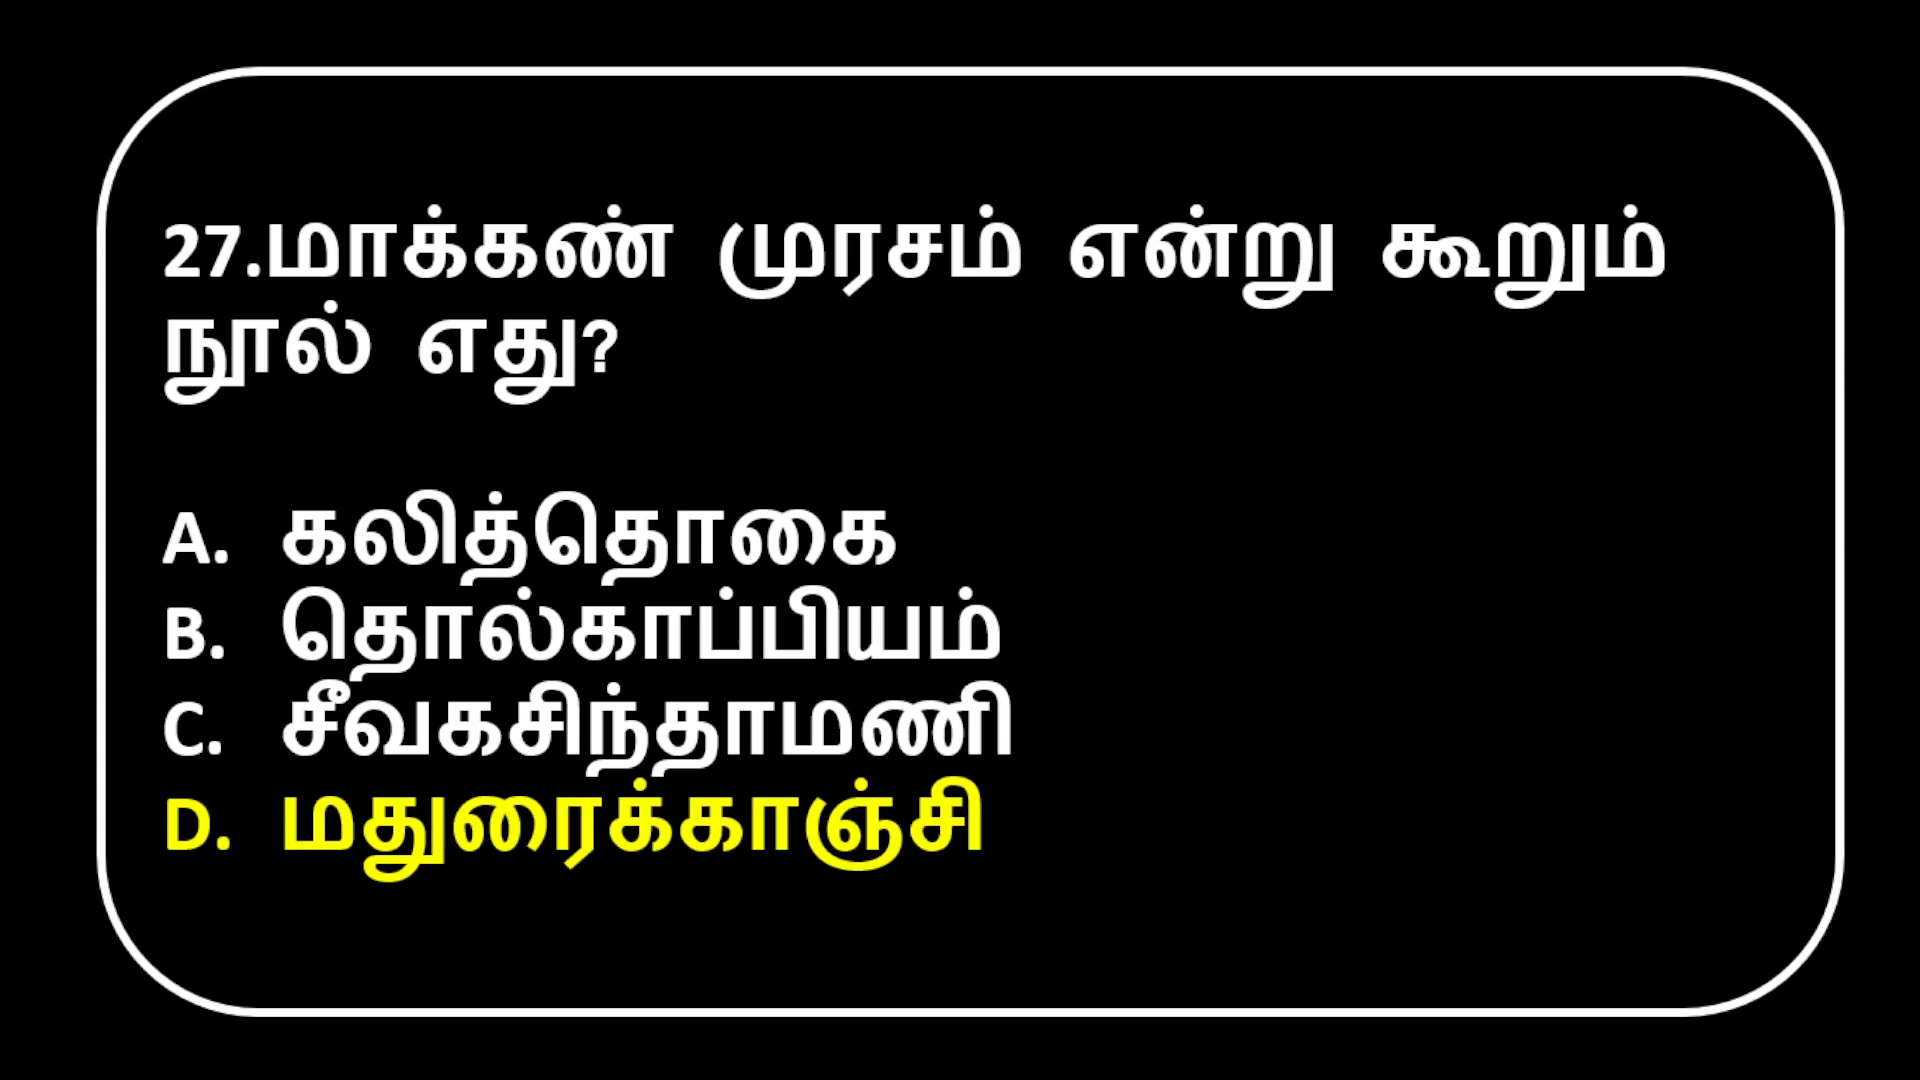 27.மாக்கண் முரசம் என்று கூறும்
நூல் எது?
A. கலித்தொகை
B. தொல்காப்பியம்
C. சீவகசிந்தாமணி
D. மதுரைக்காஞ்சி